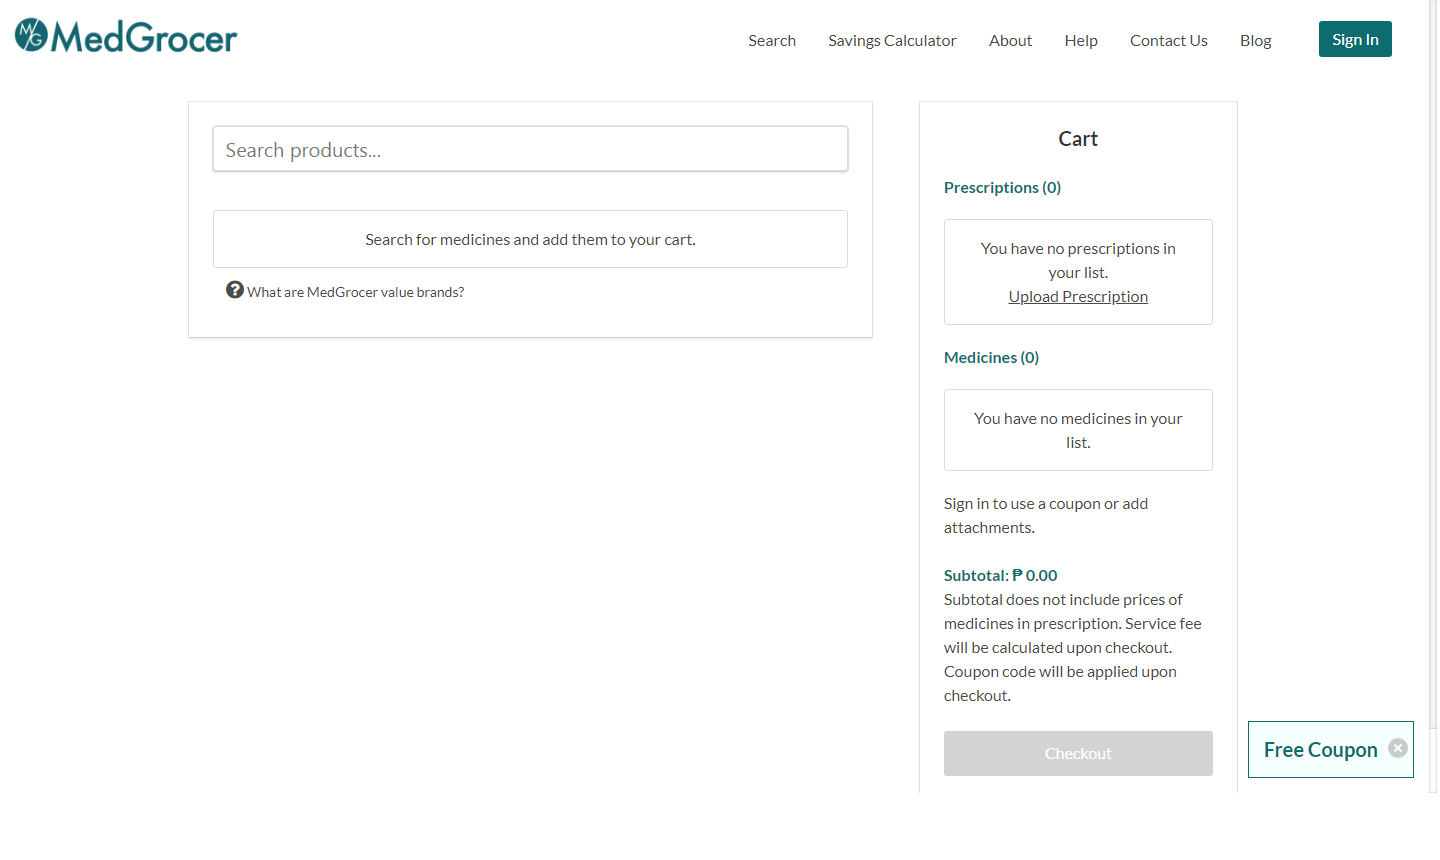 MG MedGrocer
Search Savings Calculator About Help Contact Us Blog Sign In
Search products...
Search for medicines and add them to your cart.
? What are MedGrocer value brands?
Cart
Prescriptions (0)
You have no prescriptions in
your list.
Upload Prescription
Medicines (0)
You have no medicines in your
list.
Sign in to use a coupon or add
attachments.
Subtotal: ₱ 0.00
Subtotal does not include prices of
medicines in prescription. Service fee
will be calculated upon checkout.
Coupon code will be applied upon
checkout.
Checkout
Free Coupon